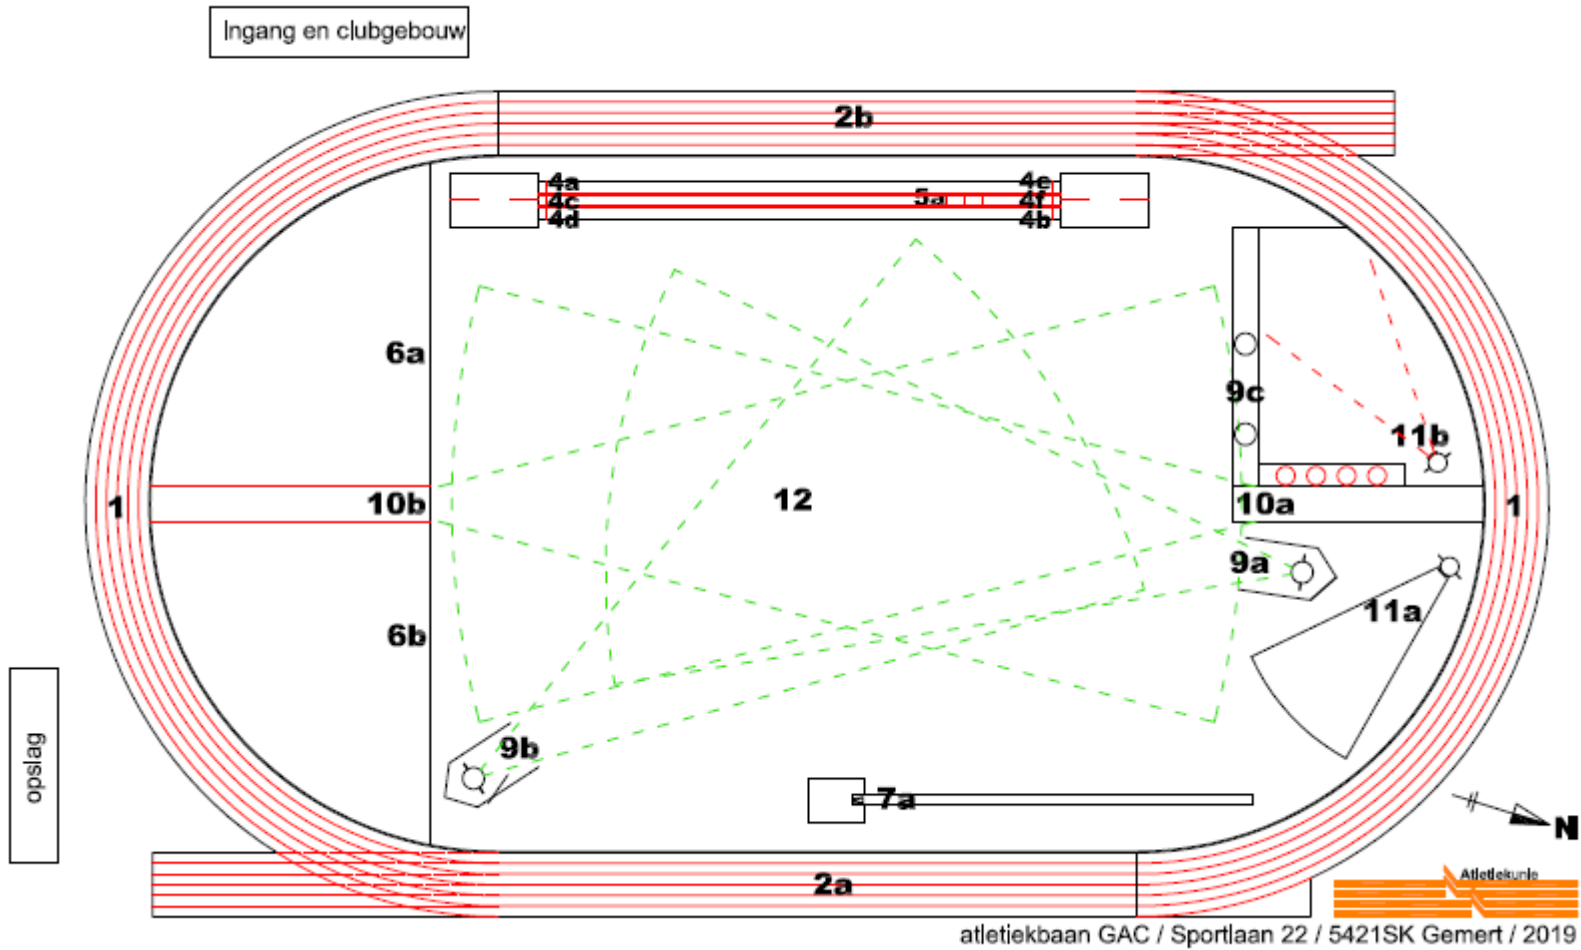 Ingang en clubgebouw
2b
4a
4e
4c
5a
4f
4d
4b
6a
9c
11b
12
10b
10a
1
1
9a
11a
6b
9b
opslag
7a
N
2a
Atletiekunie
atletiekbaan GAC / Sportlaan 22 / 5421SK Gemert / 2019